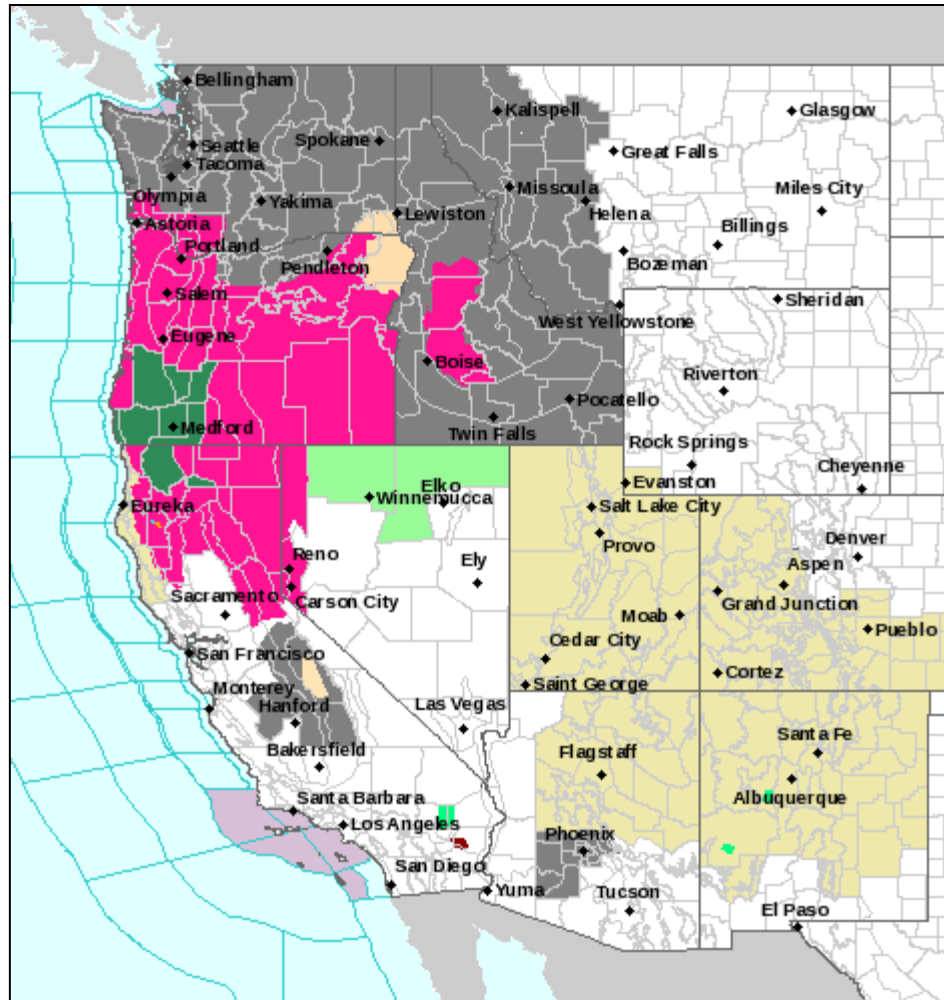 Bellingham
Kalispell
Glasgow
Seattle
Spokane
Great Falls
Tacoma
Olympia
Missoula
Miles City
Yakima
Lewiston
Helena
Astoria
Billings
Portland
Pendleton
Bozeman
Salem
Sheridan
West Yellowstone
Eugene
Boise
Riverton
Pocatello
Medford
Twin Falls
Rock Springs
Cheyenne
Elko
Evanston
Winnemucca
Eureka
Salt Lake City
Provo
Denver
Reno
Ely
Aspen
Sacramento
Carson City
Grand Junction
Moab
Pueblo
Cedar City
San Francisco
Cortez
Saint George
Monterey
Hanford
Las Vegas
Santa Fe
Bakersfield
Flagstaff
Albuquerque
Santa Barbara
Los Angeles
Phoenix
San Diego
Yuma
Tucson
El Paso